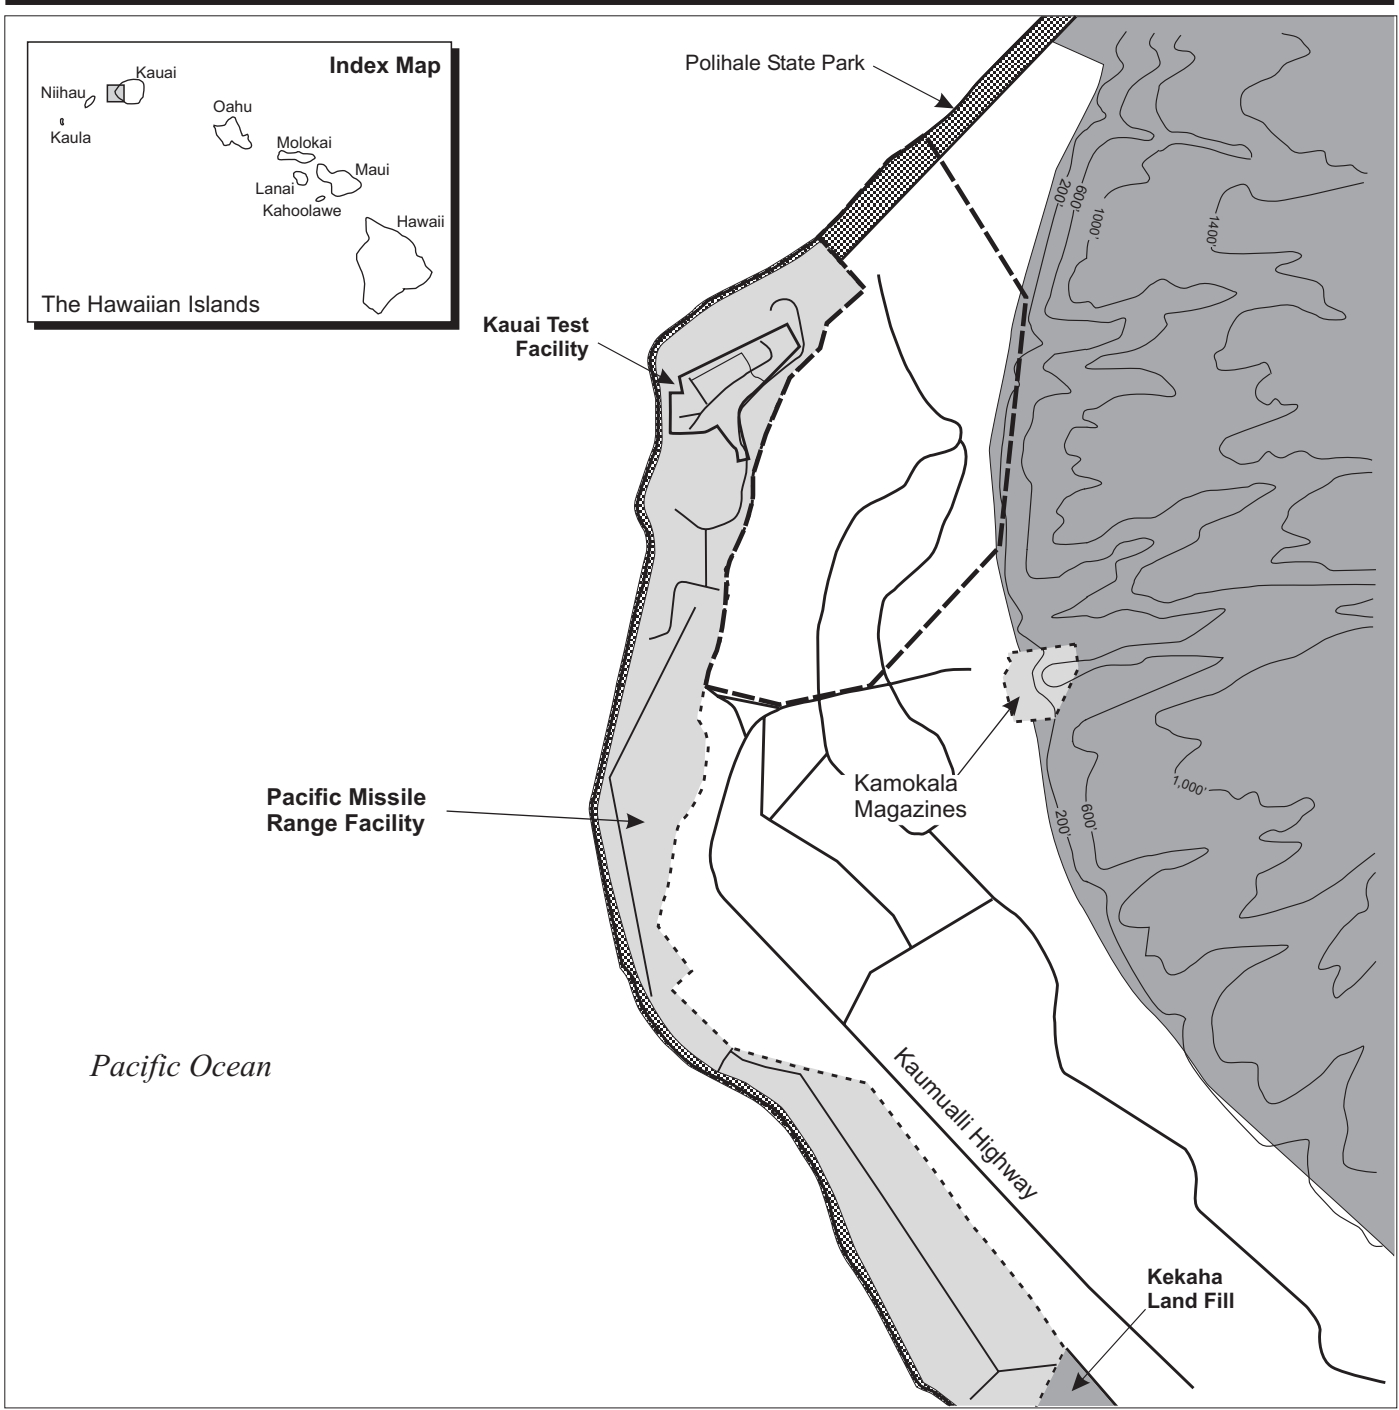 Index Map
Kauai
Niihau
Kaula
Oahu
Molokai
Maui
Lanai
Kahoolawe
Hawaii
The Hawaiian Islands
Polihale State Park
Kauai Test
Facility
200'
600'
1000'
1400'
Pacific Missile
Range Facility
Kamokala
Magazines
1,000'
600'
200'
Pacific Ocean
Kaumualli Highway
Kekaha
Land Fill